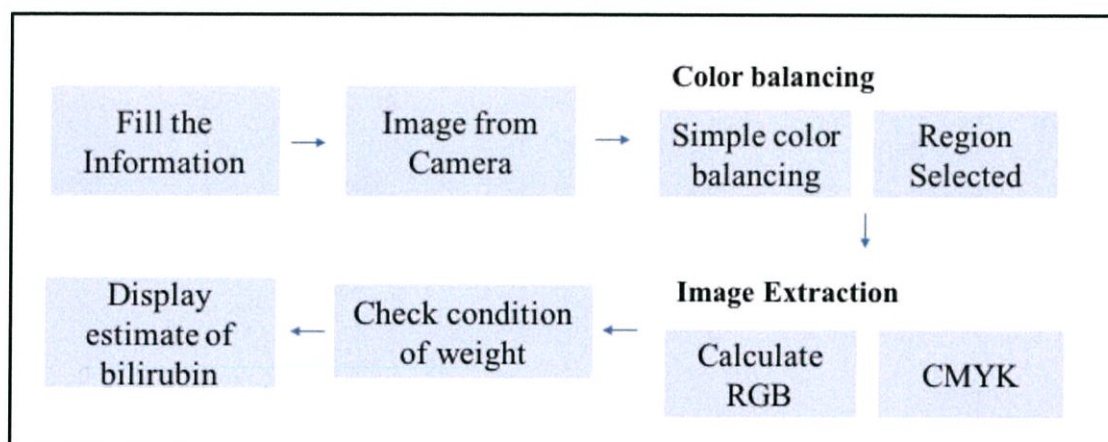 Fill the
Information
Image from
Camera
Color balancing
Simple color
balancing
Region
Selected
Image Extraction
Calculate
RGB
CMYK
Check condition
of weight
Display
estimate of
bilirubin